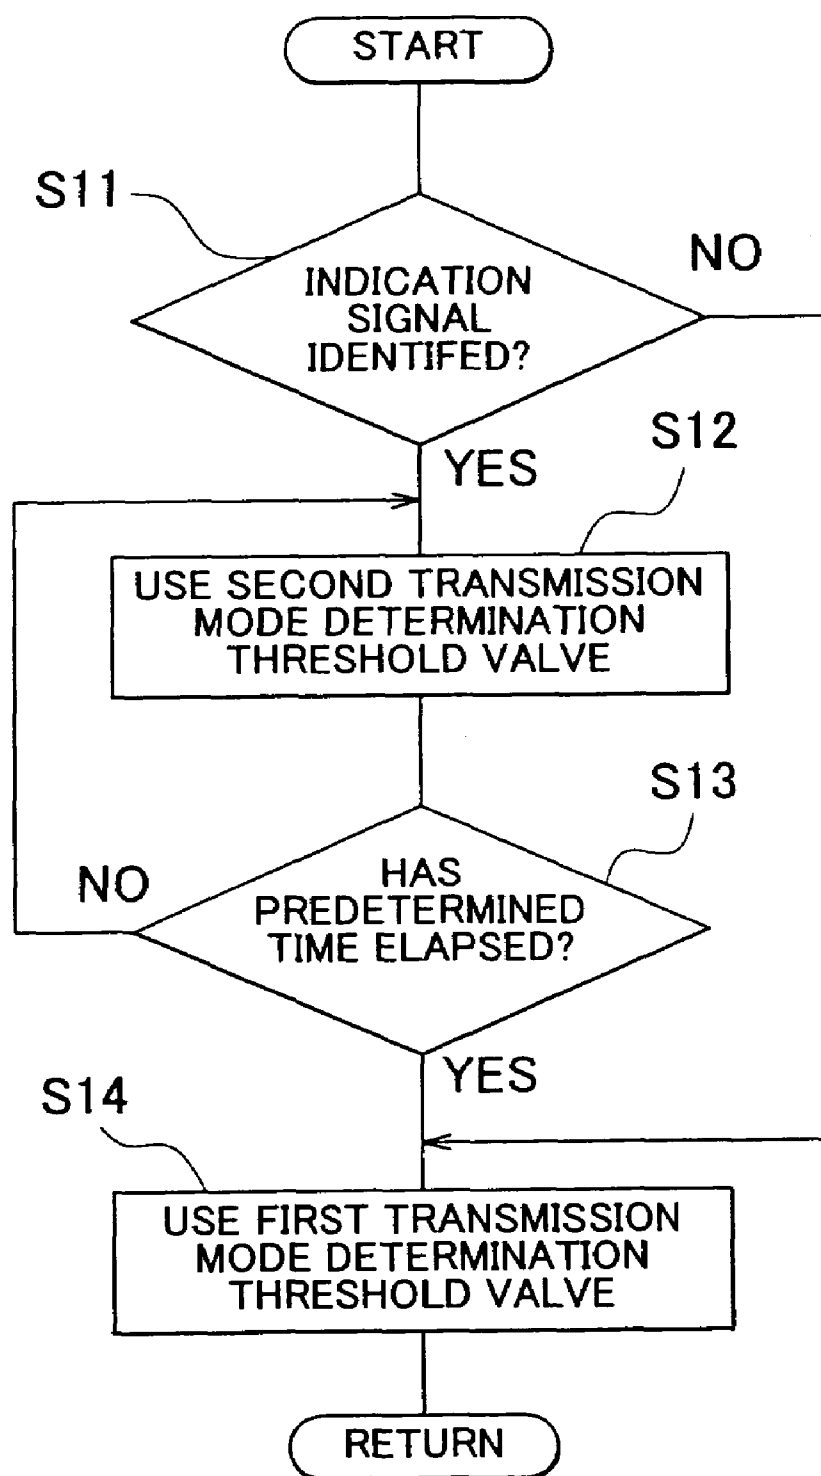 START
S11
INDICATION
SIGNAL
IDENTIFED?
NO
YES
S12
USE SECOND TRANSMISSION
MODE DETERMINATION
THRESHOLD VALVE
S13
HAS
PREDETERMINED
TIME ELAPSED?
NO
YES
S14
USE FIRST TRANSMISSION
MODE DETERMINATION
THRESHOLD VALVE
RETURN